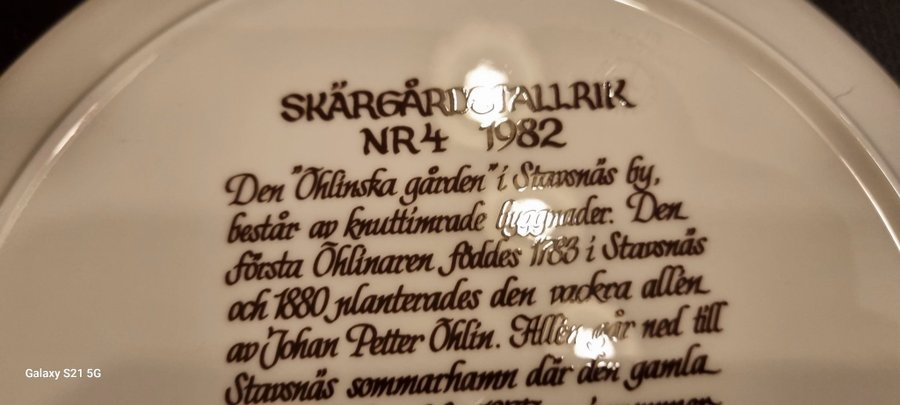 SKÄRGÅRDSTALLRIK
NR 4 1982
Den "Öhlinska gården" i Stavsnäs by,
består av knuttimrade byggnader. Den
första Öhlinaren föddes 1783 i Stavsnäs
och 1880 planterades den vackra allén
av Johan Petter Öhlin. Allén går ned till
Stavsnäs sommarhamn där den gamla
Galaxy S21 5G